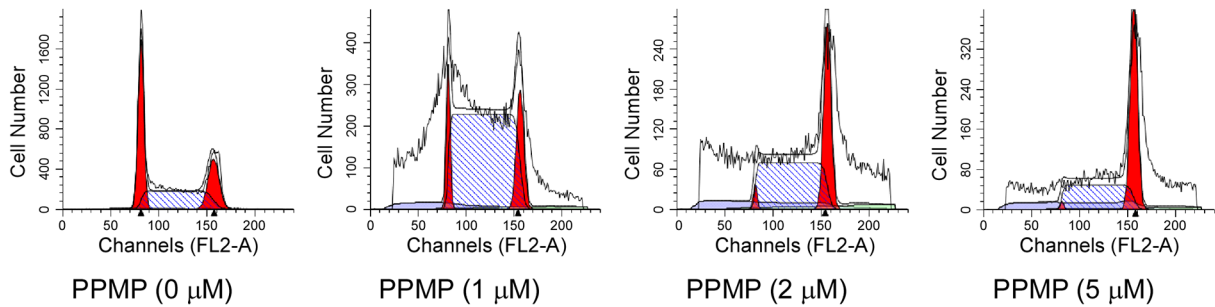 Cell Number
1600
1200
800
400
0
0 50 100 150 200
Channels (FL2-A)
PPMP (0 µM)
Cell Number
400
300
200
100
0
0 50 100 150 200
Channels (FL2-A)
PPMP (1 µM)
Cell Number
240
180
120
60
0
0 50 100 150 200
Channels (FL2-A)
PPMP (2 µM)
Cell Number
320
240
160
80
0
0 50 100 150 200
Channels (FL2-A)
PPMP (5 µM)